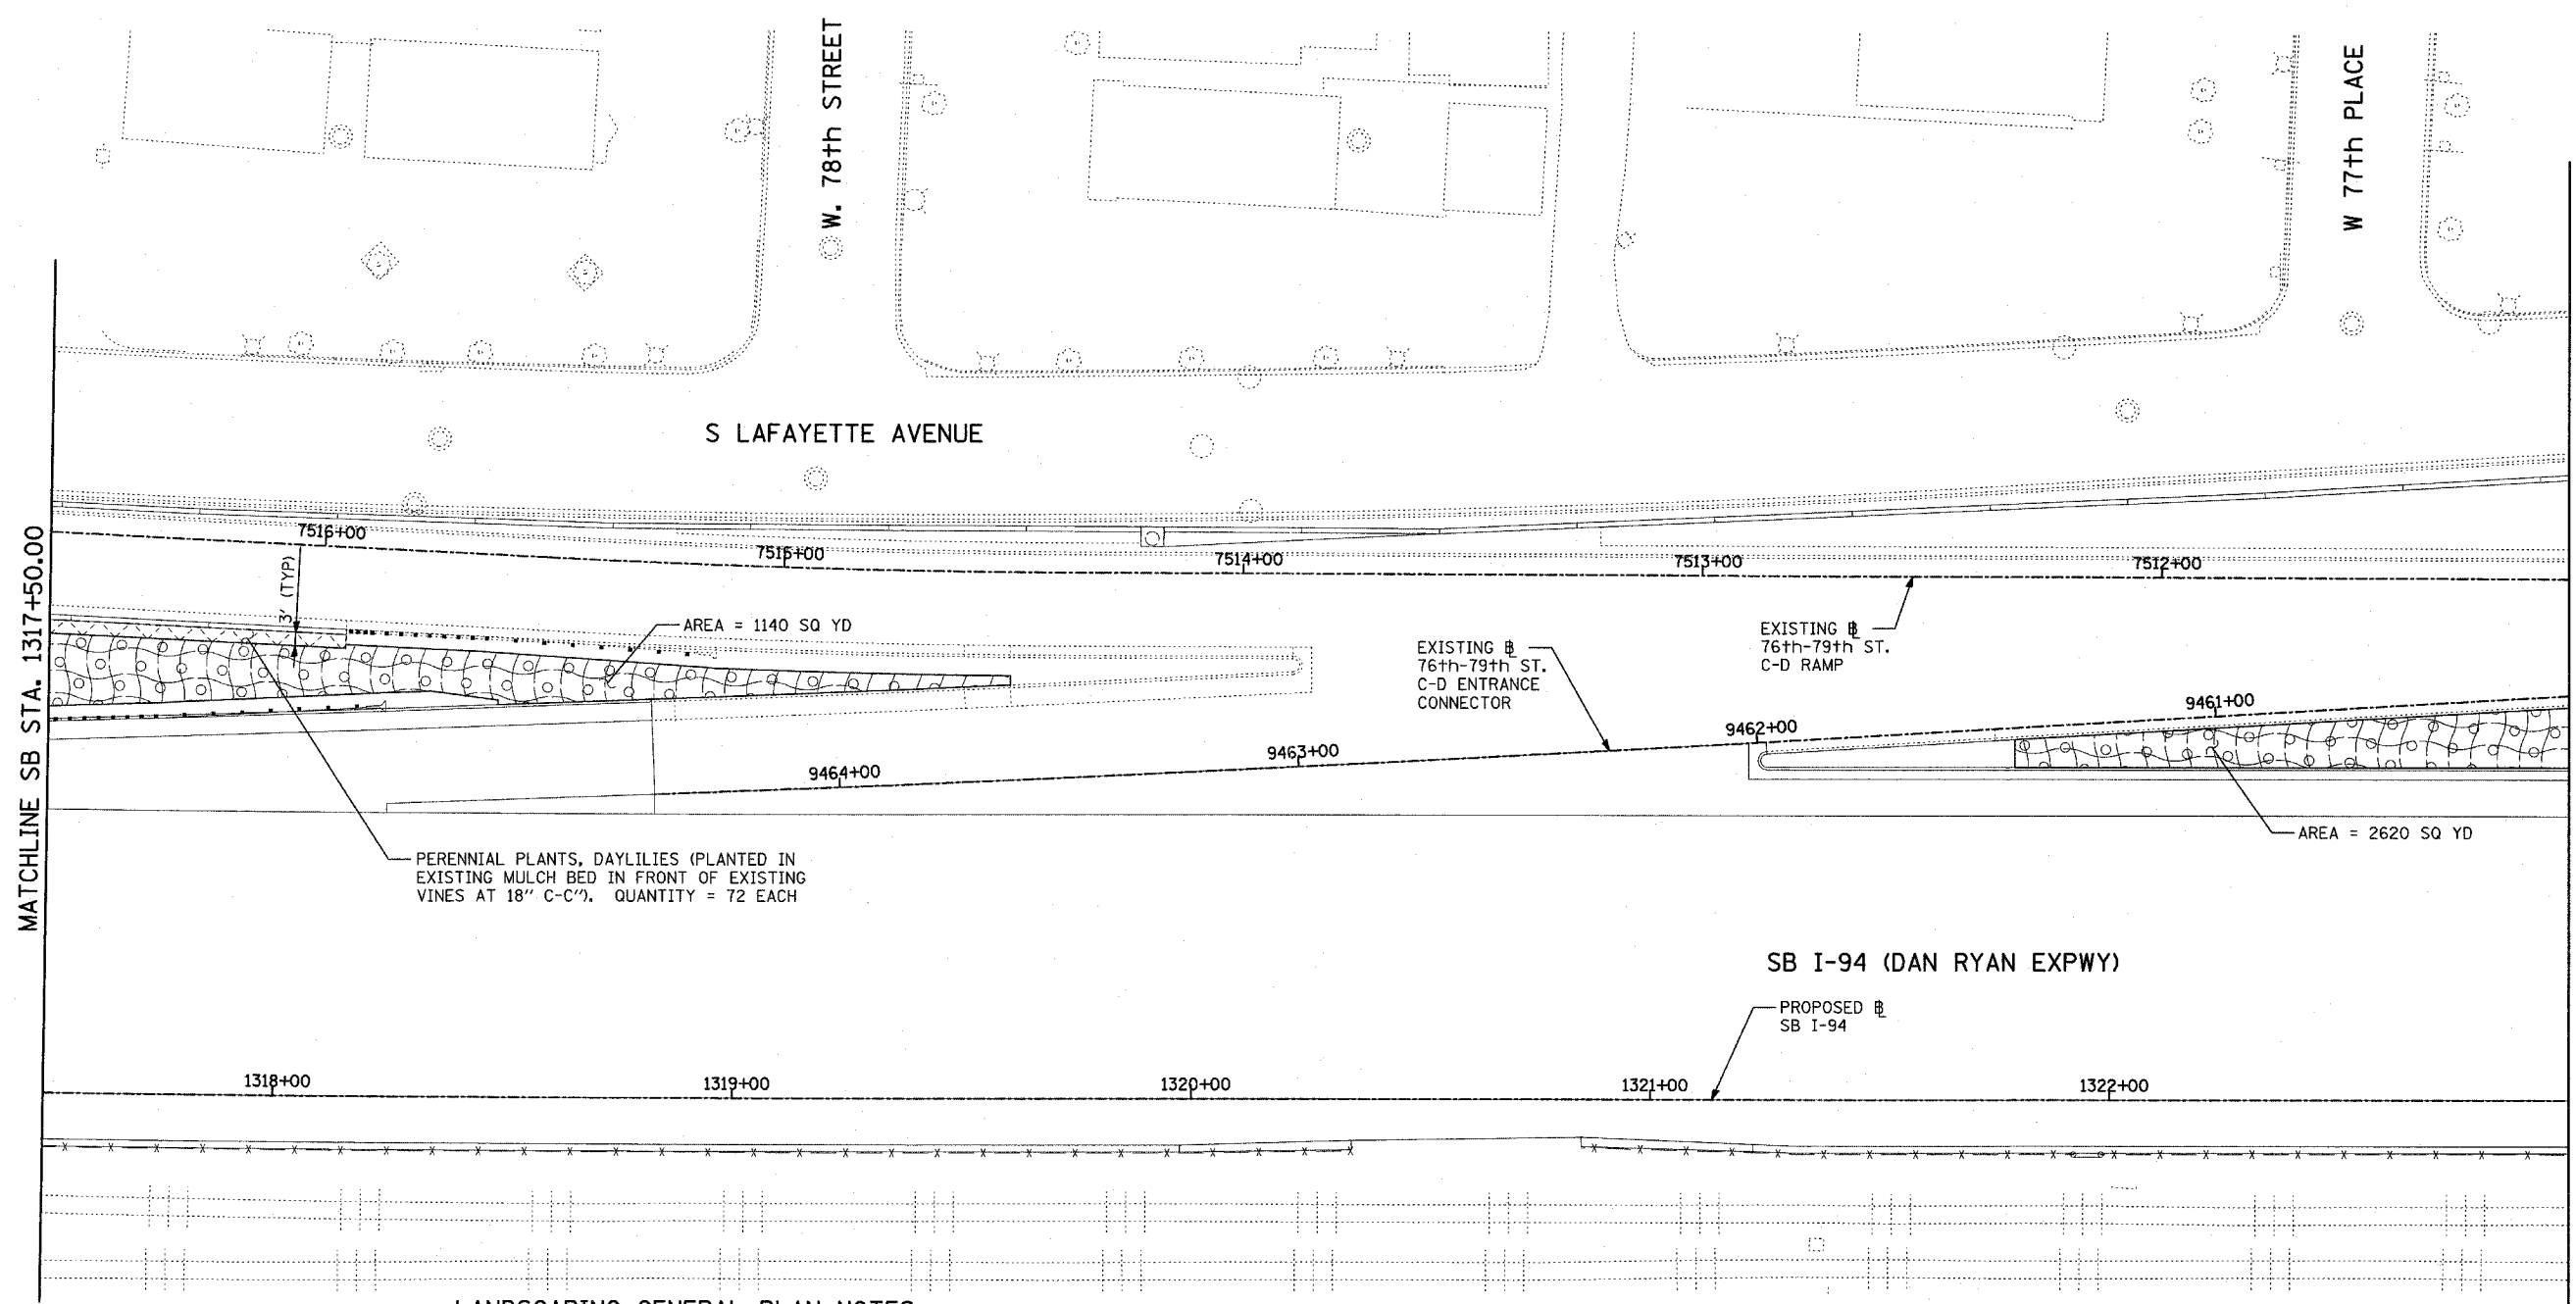 W. 78th STREET
W 77th PLACE
S LAFAYETTE AVENUE
MATCHLINE SB STA. 1317+50.00
7516+00
7515+00
7514+00
7513+00
7512+00
3' (TYP)
AREA = 1140 SQ YD
EXISTING ℄
76th-79th ST.
C-D ENTRANCE
CONNECTOR
EXISTING ℄
76th-79th ST.
C-D RAMP
9464+00
9463+00
9462+00
9461+00
AREA = 2620 SQ YD
PERENNIAL PLANTS, DAYLILIES (PLANTED IN
EXISTING MULCH BED IN FRONT OF EXISTING
VINES AT 18" C-C"). QUANTITY = 72 EACH
SB I-94 (DAN RYAN EXPWY)
PROPOSED ℄
SB I-94
1318+00
1319+00
1320+00
1321+00
1322+00
LANDSCAPING GENERAL PLAN NOTES